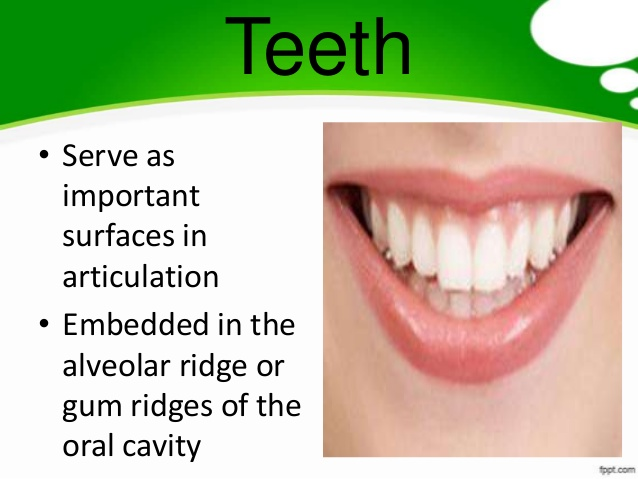 Teeth
• Serve as
important
surfaces in
articulation
• Embedded in the
alveolar ridge or
gum ridges of the
oral cavity
fppt.com